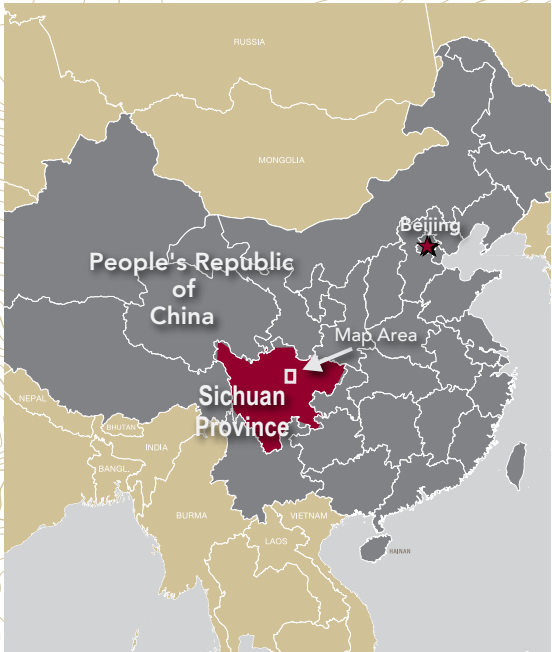 RUSSIA
MONGOLIA
Beijing
People's Republic
of
China
Map Area
Sichuan
Province
NEPAL
BHUTAN
INDIA
BANGL.
BURMA
VIETNAM
LAOS
HAINAN